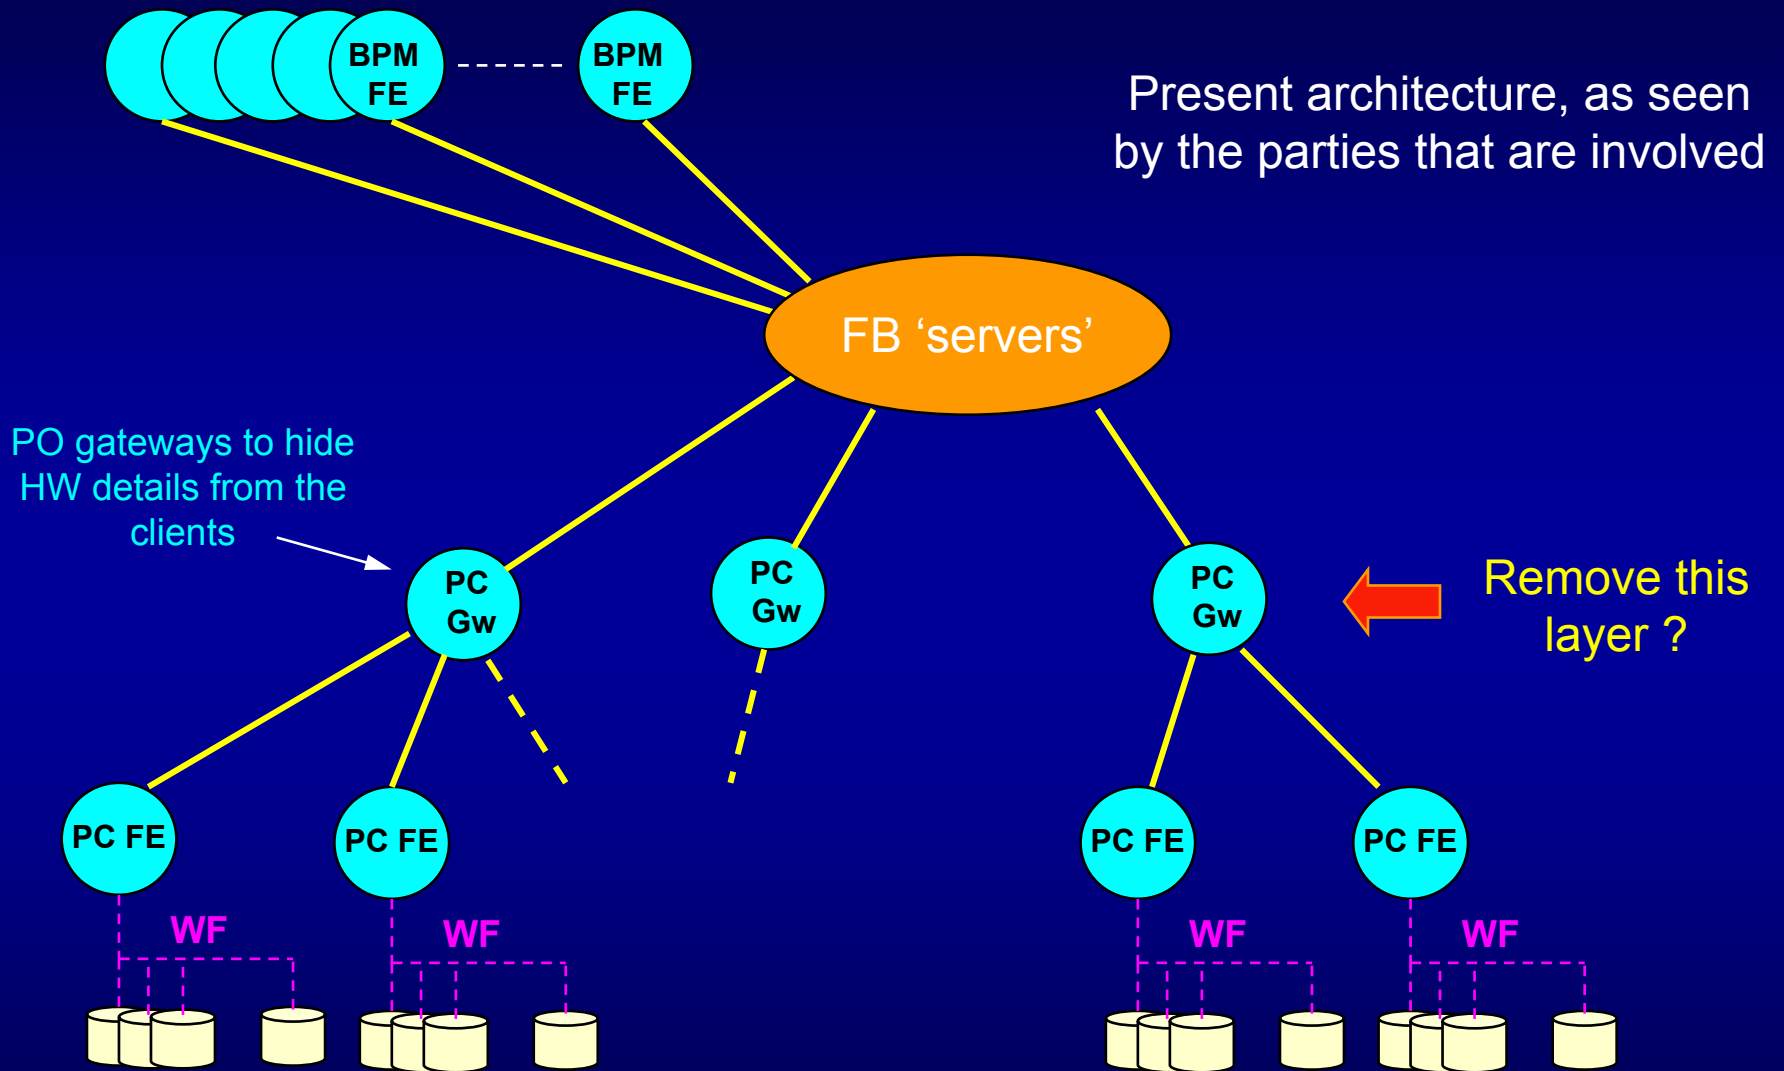 BPM
FE
BPM
FE
Present architecture, as seen
by the parties that are involved
FB ‘servers’
PO gateways to hide
HW details from the
clients
PC
Gw
PC
Gw
PC
Gw
Remove this
layer ?
PC FE
PC FE
PC FE
PC FE
WF
WF
WF
WF